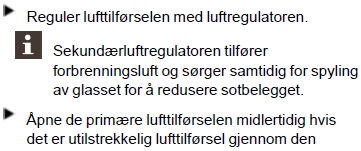 Reguler lufttilførselen med luftregulatoren.
i Sekundærluftregulatoren tilfører
forbrenningsluft og sørger samtidig for spyling
av glasset for å redusere sotbelegget.
Åpne de primære lufttilførselen midlertidig hvis
det er utilstrekkelig lufttilførsel gjennom den